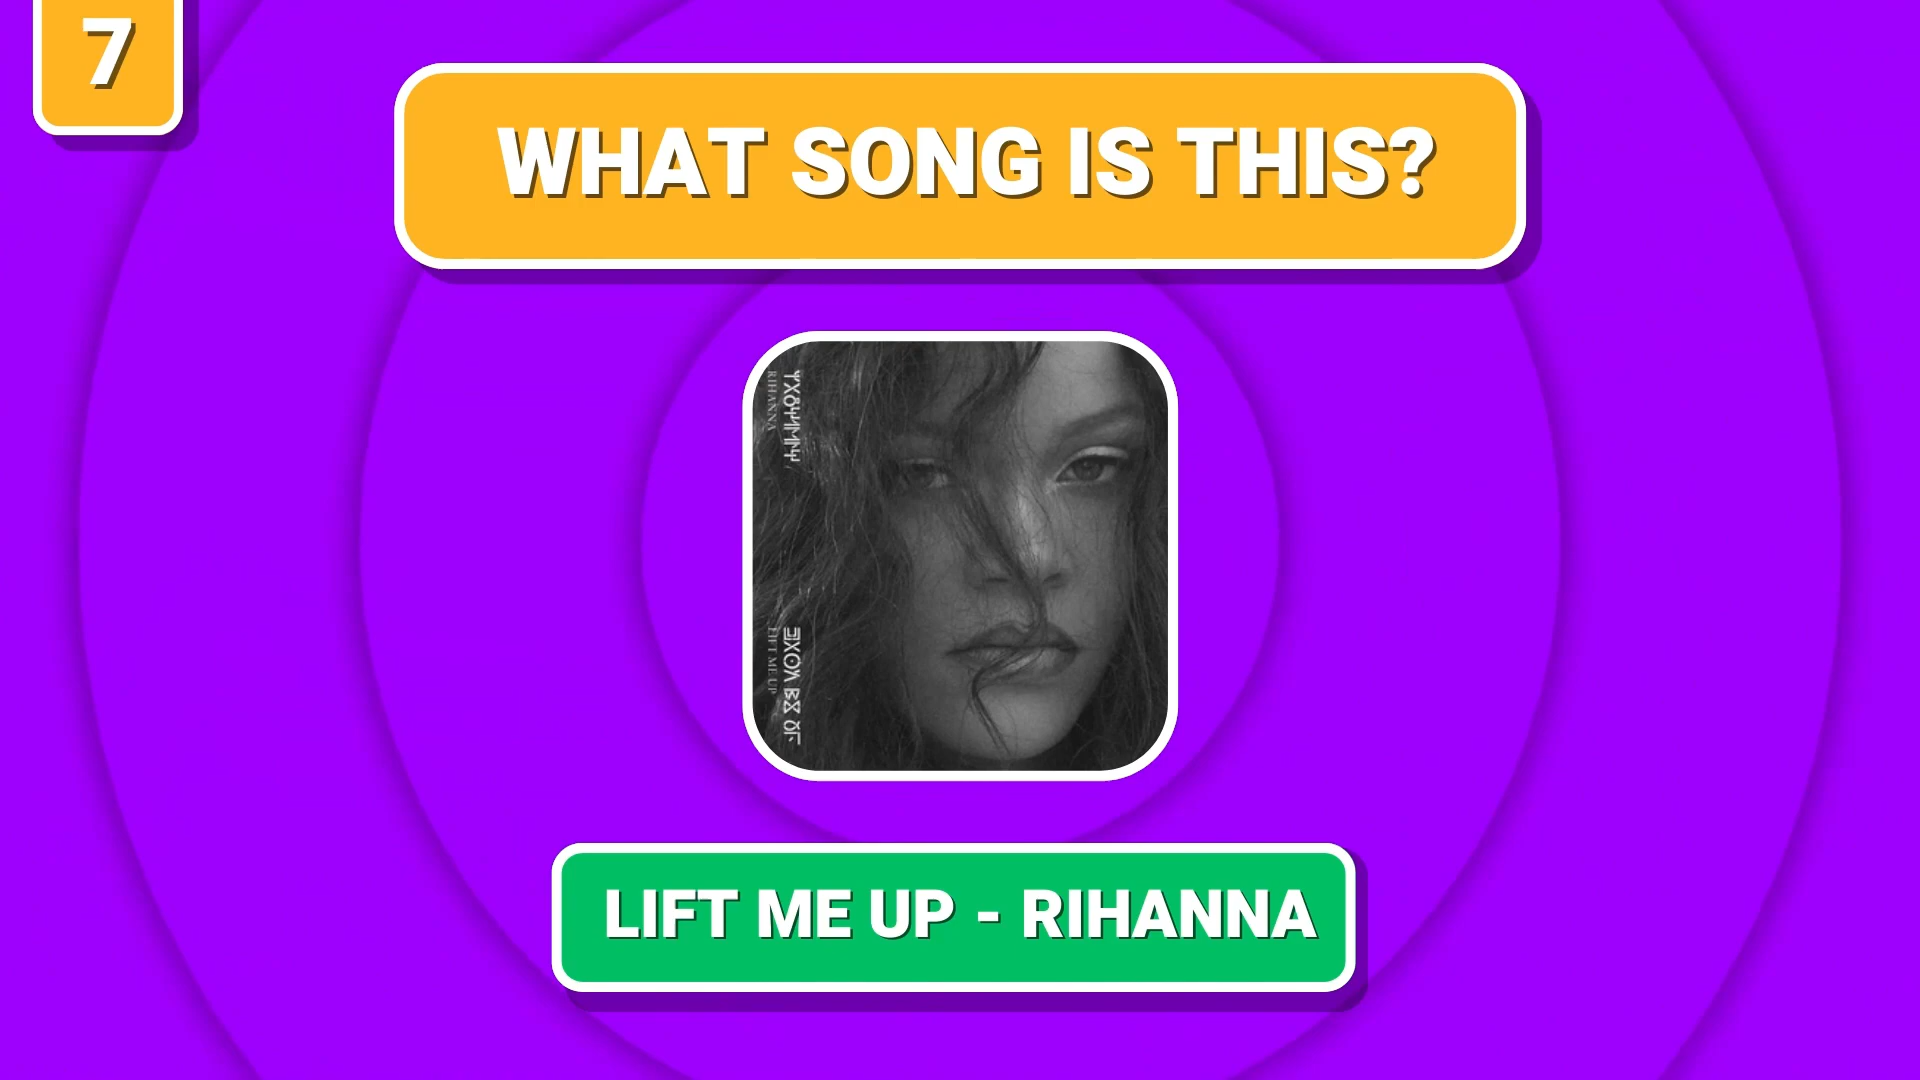 7
WHAT SONG IS THIS?
RIHANNA
LIFT ME UP
LIFT ME UP - RIHANNA